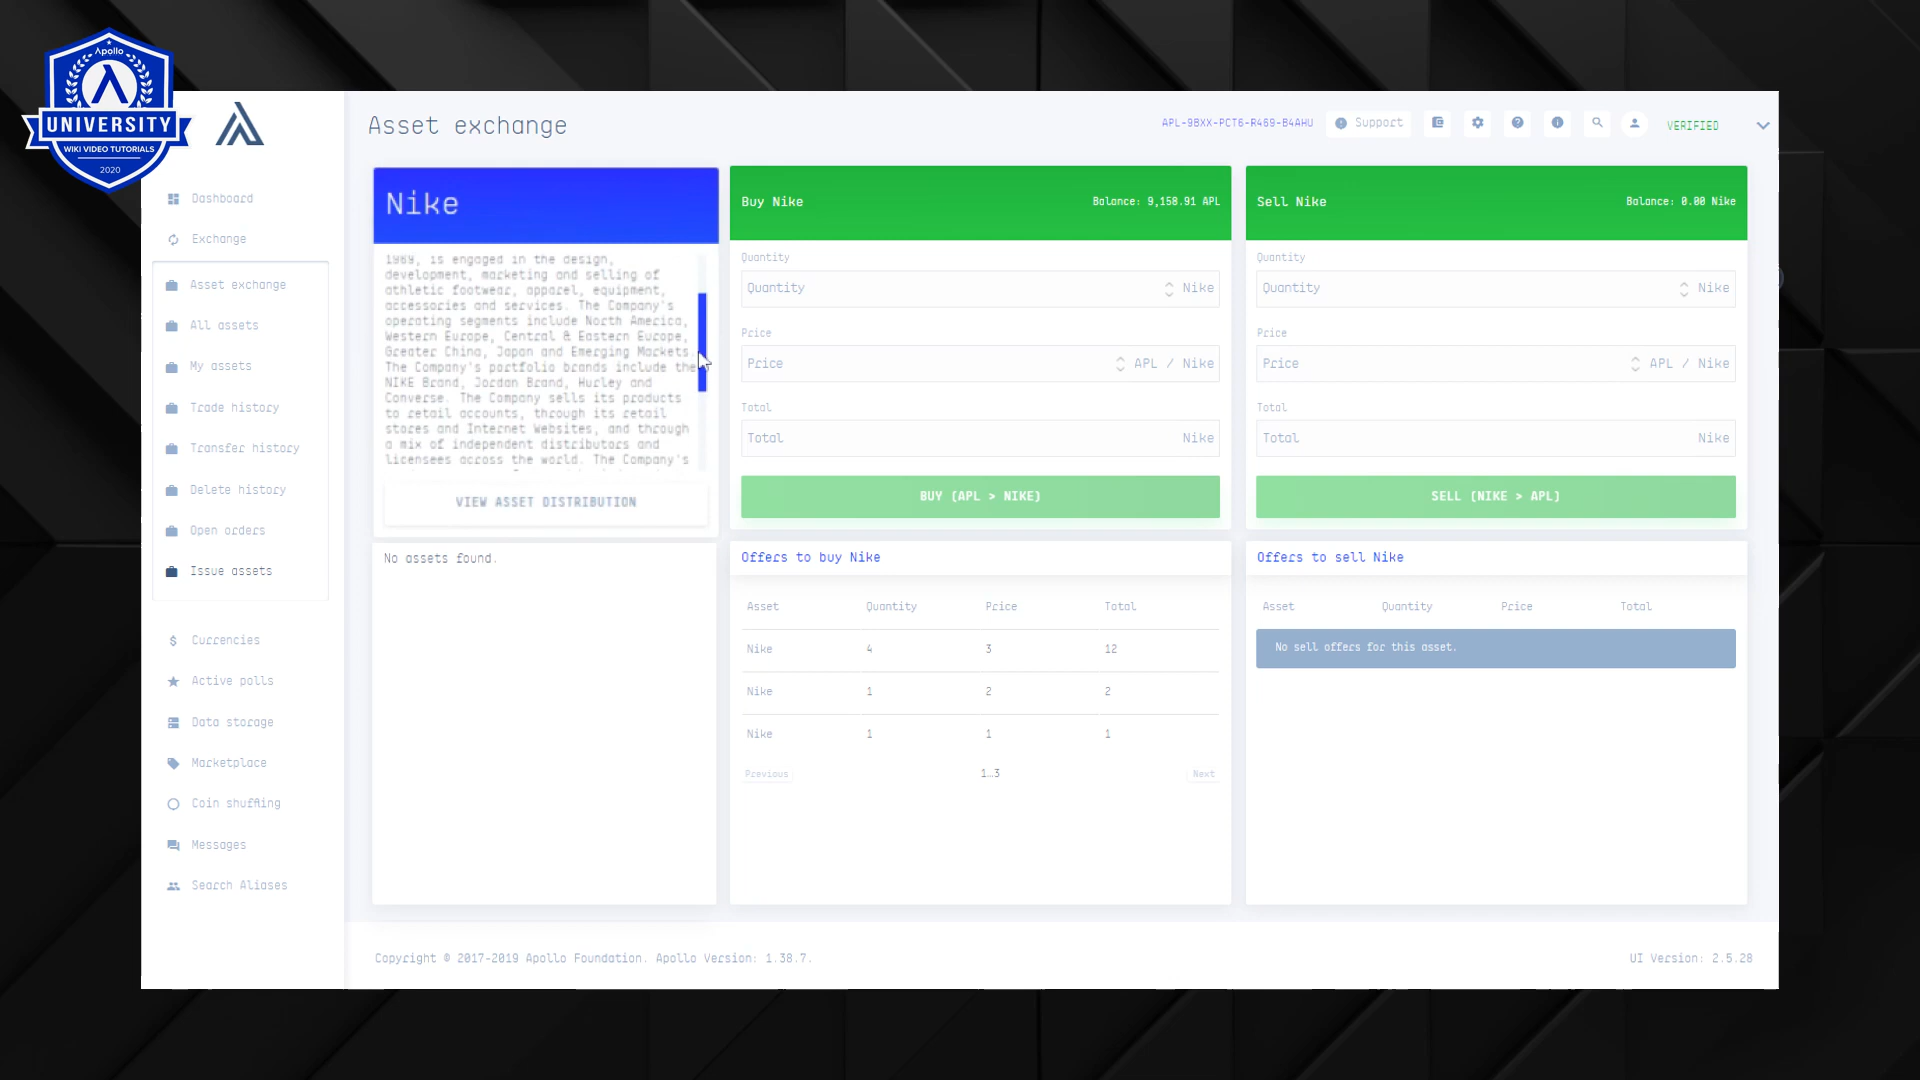 Apollo
UNIVERSITY
WIKI VIDEO TUTORIALS
2020
Asset exchange
APL-9BXX-PCT6-R469-B4AHU
Support
VERIFIED
Dashboard
Exchange
Asset exchange
All assets
My assets
Trade history
Transfer history
Delete history
Open orders
Issue assets
Currencies
Active polls
Data storage
Marketplace
Coin shuffling
Messages
Search Aliases
Nike
1969, is engaged in the design,
development, marketing and selling of
athletic footwear, apparel, equipment,
accessories and services. The Company's
operating segments include North America,
Western Europe, Central & Eastern Europe,
Greater China, Japan and Emerging Markets
The Company's portfolio brands include the
NIKE Brand, Jordan Brand, Hurley and
Converse. The Company sells its products
to retail accounts, through its retail
stores and Internet Websites, and through
a mix of independent distributors and
licensees across the world. The Company's
VIEW ASSET DISTRIBUTION
No assets found.
Buy Nike
Balance: 9,158.91 APL
Quantity
Quantity
Nike
Price
Price
APL / Nike
Total
Total
Nike
BUY (APL > NIKE)
Sell Nike
Balance: 0.00 Nike
Quantity
Quantity
Nike
Price
Price
APL / Nike
Total
Total
Nike
SELL (NIKE > APL)
Offers to buy Nike
Asset Quantity Price Total
Nike 4 3 12
Nike 1 2 2
Nike 1 1 1
Previous 1…3 Next
Offers to sell Nike
Asset Quantity Price Total
No sell offers for this asset.
Copyright © 2017-2019 Apollo Foundation. Apollo Version: 1.38.7.
UI Version: 2.5.28